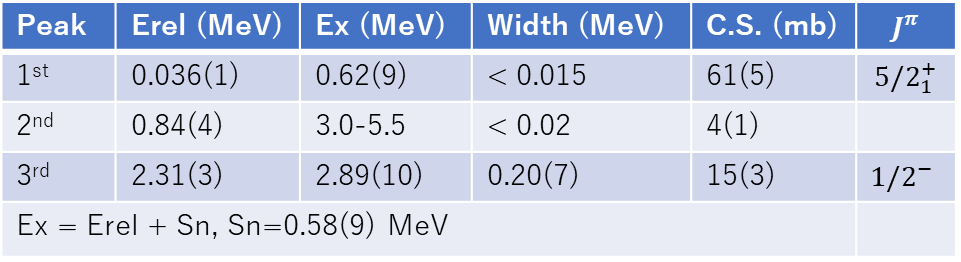 Peak Erel (MeV) Ex (MeV) Width (MeV) C.S. (mb) J^π
1st 0.036(1) 0.62(9) < 0.015 61(5) 5/2₁⁺
2nd 0.84(4) 3.0-5.5 < 0.02 4(1)
3rd 2.31(3) 2.89(10) 0.20(7) 15(3) 1/2⁻
Ex = Erel + Sn, Sn=0.58(9) MeV